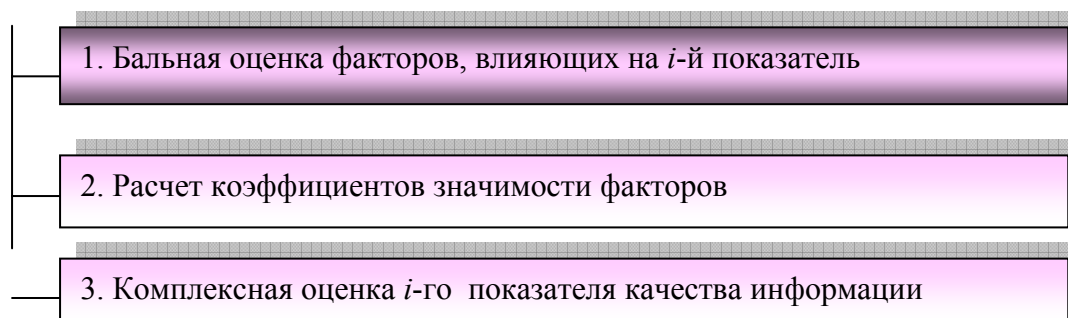 1. Бальная оценка факторов, влияющих на i-й показатель
2. Расчет коэффициентов значимости факторов
3. Комплексная оценка i-го показателя качества информации